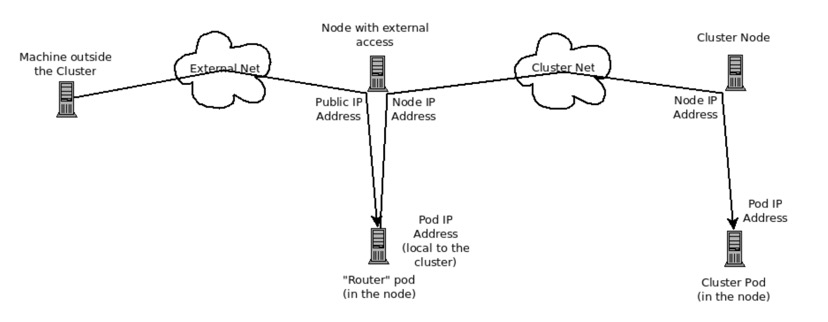 Machine outside
the Cluster
External Net
Node with external
access
Public IP
Address
Node IP
Address
Cluster Net
Cluster Node
Node IP
Address
Pod IP
Address
(local to the
cluster)
"Router" pod
(in the node)
Pod IP
Address
Cluster Pod
(in the node)